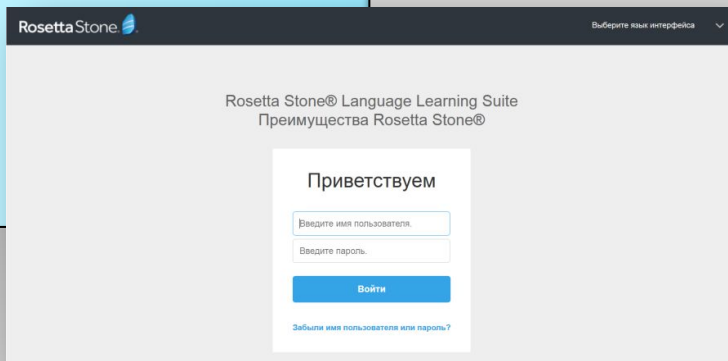 Rosetta Stone
Выберите язык интерфейса
Rosetta Stone® Language Learning Suite
Преимущества Rosetta Stone®
Приветствуем
Введите имя пользователя.
Введите пароль.
Войти
Забыли имя пользователя или пароль?